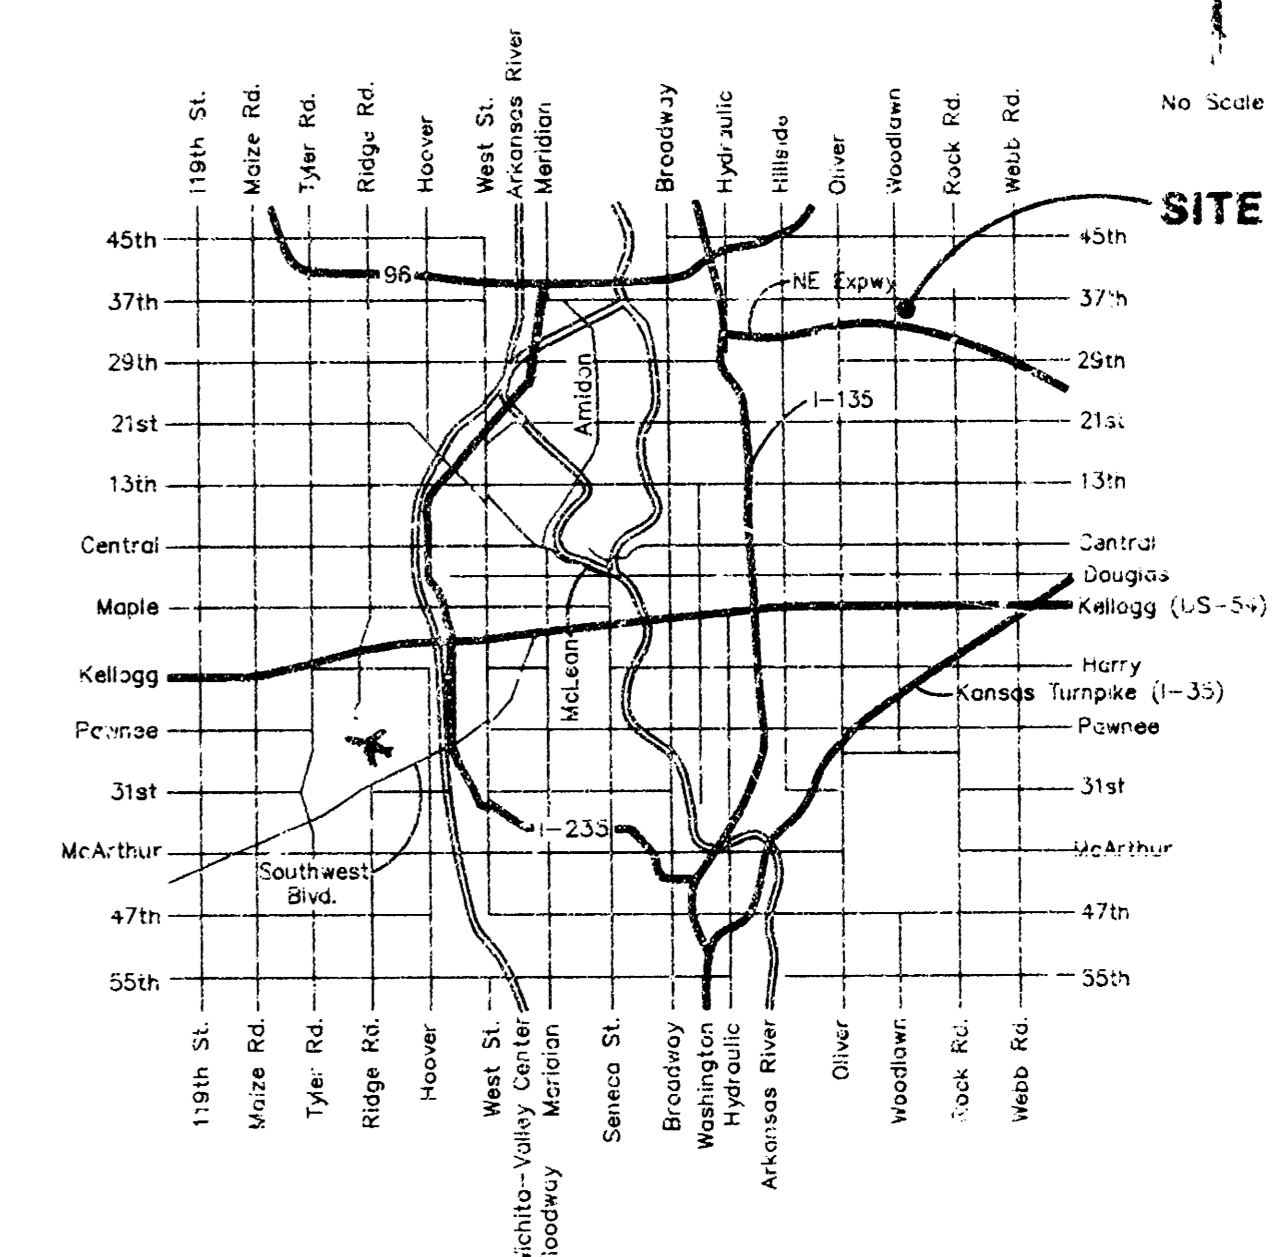 No Scale
119th St.
Maize Rd.
Tyler Rd.
Ridge Rd.
Hoover
West St.
Arkansas River
Meridian
Broadway
Hydraulic
Hillside
Oliver
Woodlawn
Rock Rd.
Webb Rd.
SITE
45th
45th
96
NE Expwy
37th
37th
29th
29th
Amidon
I-135
21st
21st
13th
13th
Central
Central
Douglas
Maple
Kellogg (US-54)
McLean
Harry
Kellogg
Kansas Turnpike (I-35)
Pawnee
Pawnee
31st
31st
I-235
McArthur
McArthur
Southwest
Blvd.
47th
47th
55th
55th
119th St.
Maize Rd.
Tyler Rd.
Ridge Rd.
Hoover
West St.
ichita-Valley Center
loodway
Meridian
Seneca St.
Broadway
Washington
Hydraulic
Arkansas River
Oliver
Woodlawn
Rock Rd.
Webb Rd.